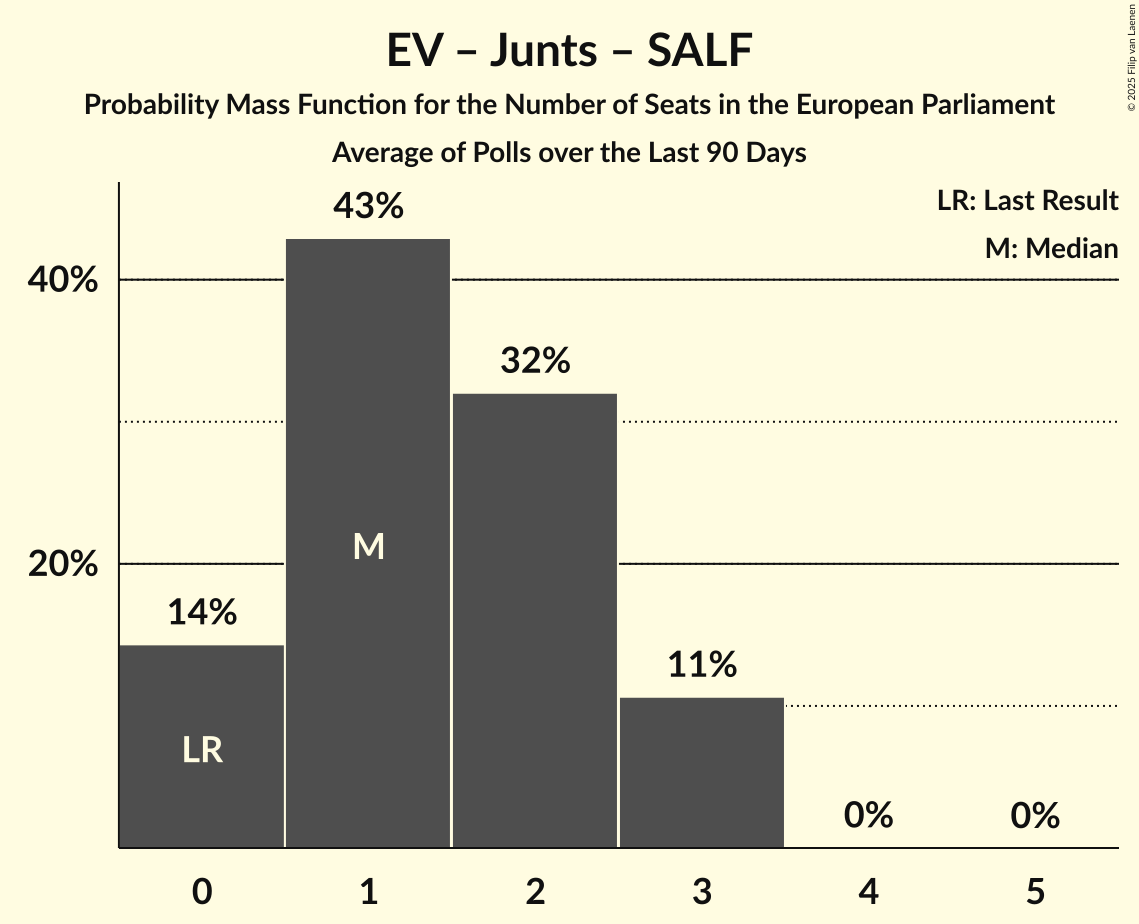 EV – Junts – SALF
Probability Mass Function for the Number of Seats in the European Parliament
Average of Polls over the Last 90 Days
© 2025 Filip van Laenen
LR: Last Result
M: Median
40%
20%
14%
43%
32%
11%
0%
0%
LR
M
0
1
2
3
4
5